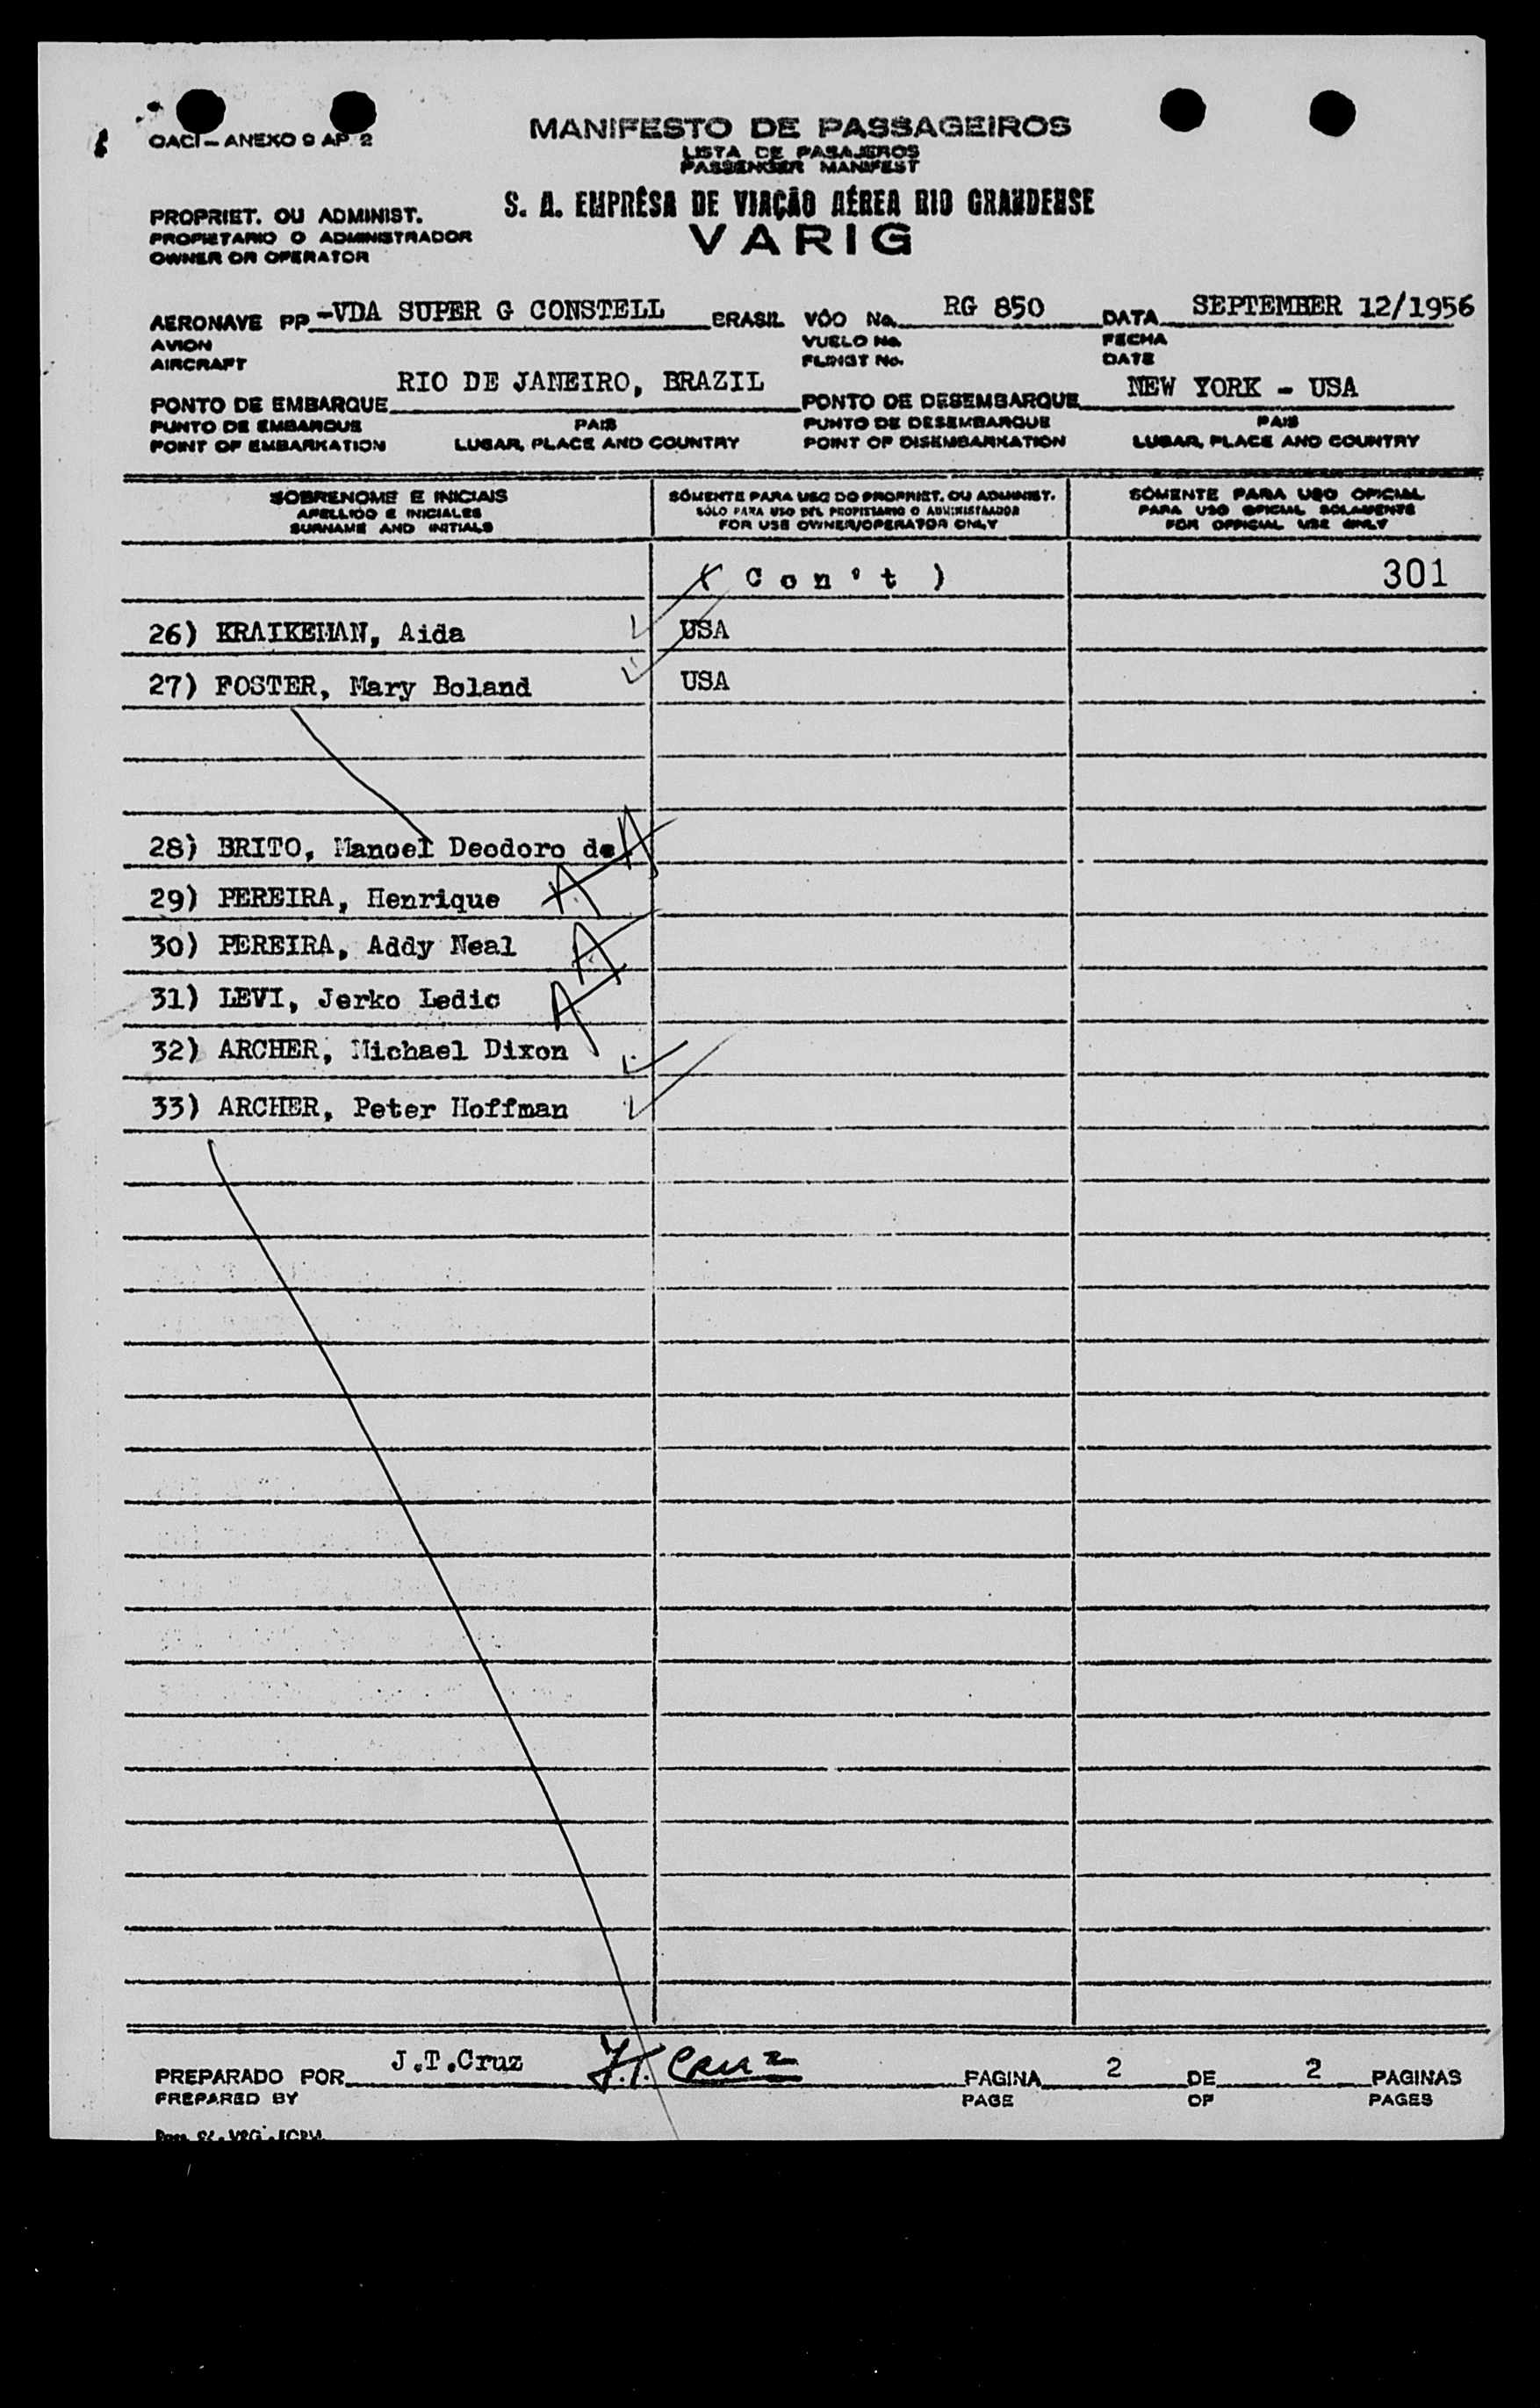 OACI - ANEXO 9 AP. 2
MANIFESTO DE PASSAGEIROS
LISTA DE PASAJEROS
PASSENGER MANIFEST
S. A. EMPRÊSA DE VIAÇÃO AÉREA RIO GRANDENSE
VARIG
PROPRIET. OU ADMINIST.
PROPIETARIO O ADMINISTRADOR
OWNER OR OPERATOR
AERONAVE PP -VDA SUPER G CONSTELL BRASIL VÔO No. RG 850 DATA SEPTEMBER 12/1956
AVION VUELO No. FECHA
AIRCRAFT FLIGHT No. DATE
PONTO DE EMBARQUE RIO DE JANEIRO, BRAZIL PONTO DE DESEMBARQUE NEW YORK - USA
PUNTO DE EMBARQUE PAIS PUNTO DE DESEMBARQUE PAIS
POINT OF EMBARKATION LUGAR, PLACE AND COUNTRY POINT OF DISEMBARKATION LUGAR, PLACE AND COUNTRY
SOBRENOME E INICIAIS SÒMENTE PARA USO DO PROPRIET. OU ADMINIST. SÒMENTE PARA USO OFICIAL
APELLIDO E INICIALES SÓLO PARA USO DEL PROPIETARIO O ADMINISTRADOR PARA USO OFICIAL SOLAMENTE
SURNAME AND INITIALS FOR USE OWNER/OPERATOR ONLY FOR OFFICIAL USE ONLY
( Con't ) 301
26) KRAIKEMAN, Aida USA
27) FOSTER, Mary Boland USA
28) BRITO, Manoel Deodoro de A
29) PEREIRA, Henrique A
30) PEREIRA, Addy Neal A
31) LEVI, Jerko Ledic A
32) ARCHER, Michael Dixon
33) ARCHER, Peter Hoffman
PREPARADO POR J.T.Cruz J.T. Cruz PAGINA 2 DE 2 PAGINAS
PREPARED BY PAGE OF PAGES